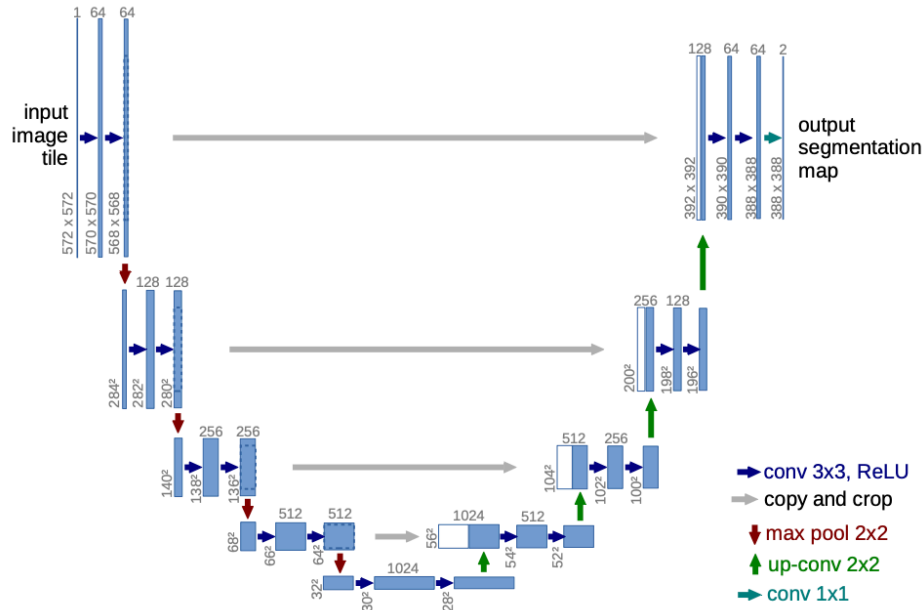 1 64 64
input
image
tile
572 x 572
570 x 570
568 x 568
128 64 64 2
output
segmentation
map
392 x 392
390 x 390
388 x 388
388 x 388
128 128
284²
282²
280²
256 128
200²
198²
196²
256 256
140²
138²
136²
512 256
104²
102²
100²
512 512
68²
66²
64²
1024 512
56²
54²
52²
1024
32²
30²
28²
conv 3x3, ReLU
copy and crop
max pool 2x2
up-conv 2x2
conv 1x1